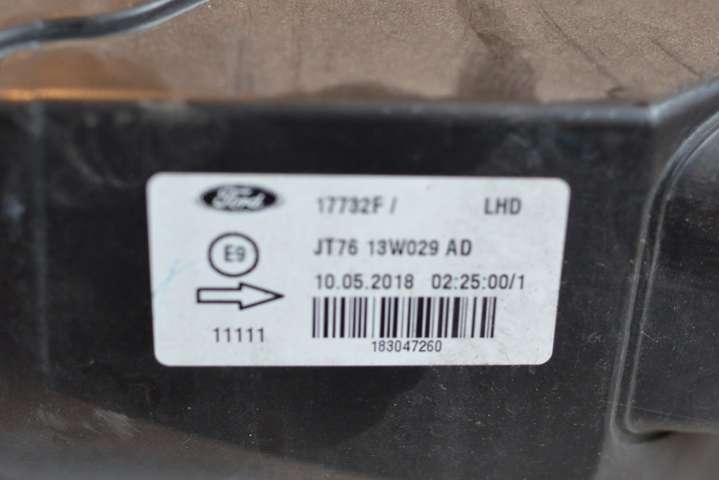 Ford 17732F / LHD
E9 JT76 13W029 AD
10.05.2018 02:25:00/1
11111 183047260